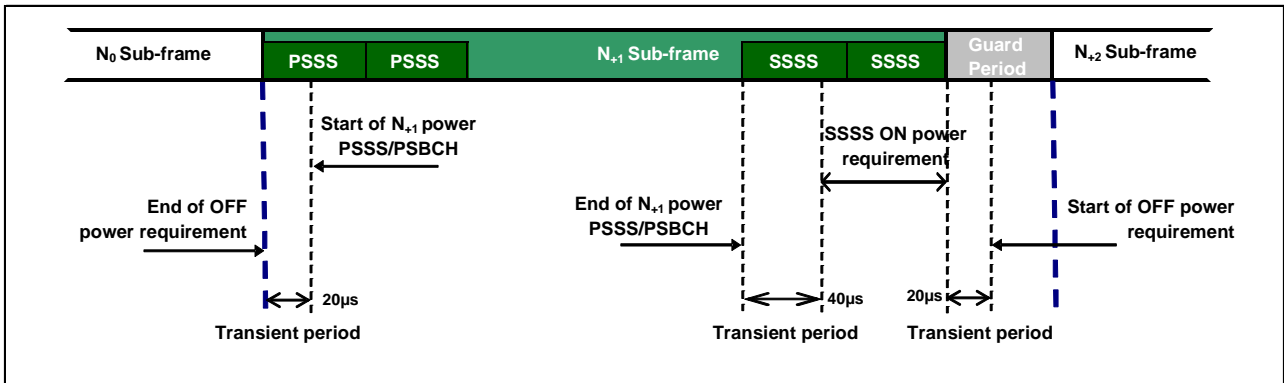 N₀ Sub-frame
PSSS
PSSS
N₊₁ Sub-frame
SSSS
SSSS
Guard
Period
N₊₂ Sub-frame
Start of N₊₁ power
PSSS/PSBCH
SSSS ON power
requirement
End of OFF
power requirement
End of N₊₁ power
PSSS/PSBCH
Start of OFF power
requirement
20µs
40µs
20µs
Transient period
Transient period
Transient period